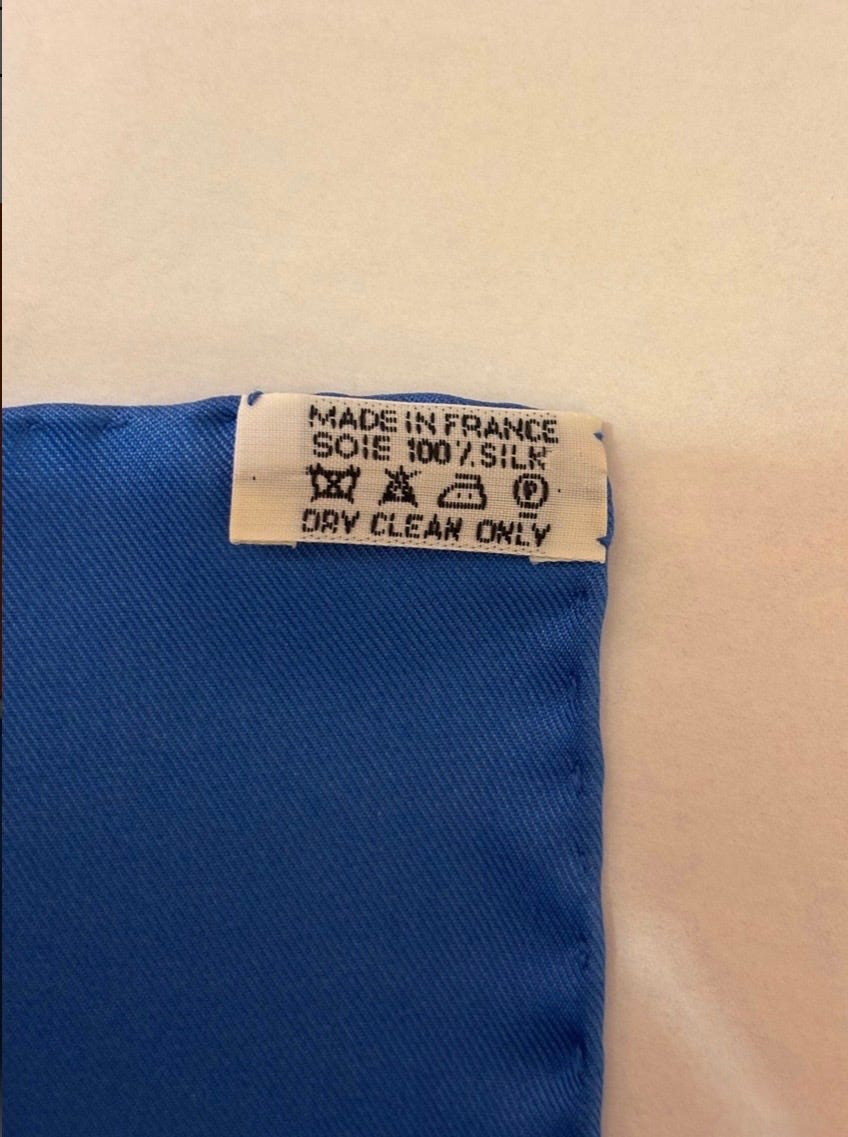 MADE IN FRANCE
SOIE 100% SILK
P
DRY CLEAN ONLY